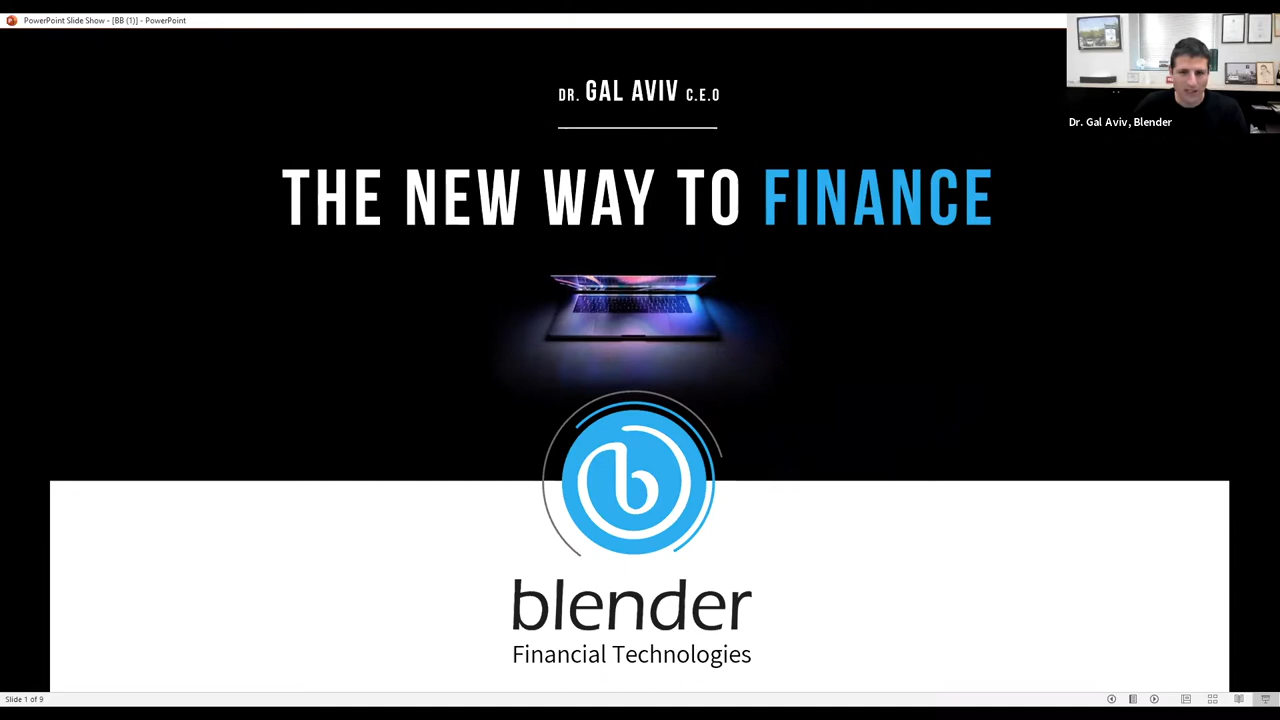 PowerPoint Slide Show - [BB (1)] - PowerPoint
DR. GAL AVIV C.E.O
THE NEW WAY TO FINANCE
Dr. Gal Aviv, Blender
b
blender
Financial Technologies
Slide 1 of 9